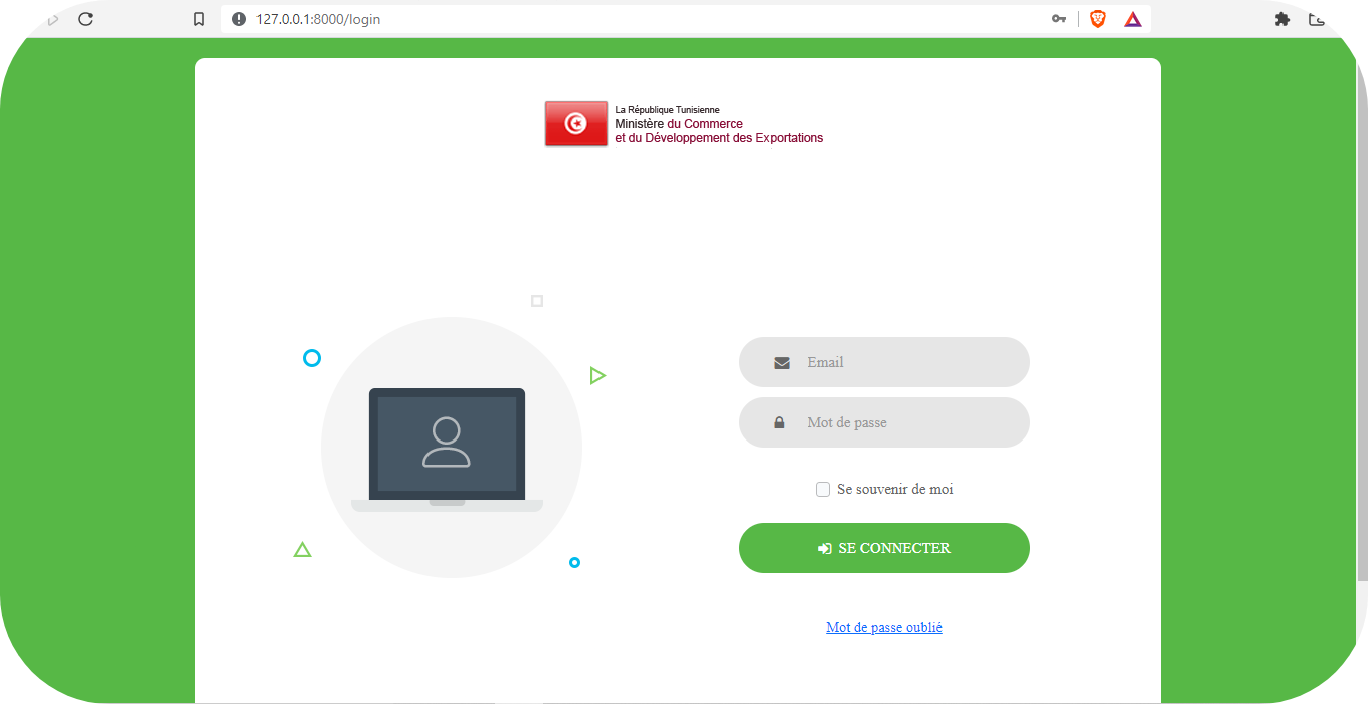 127.0.0.1:8000/login
La République Tunisienne
Ministère du Commerce
et du Développement des Exportations
Email
Mot de passe
Se souvenir de moi
SE CONNECTER
Mot de passe oublié